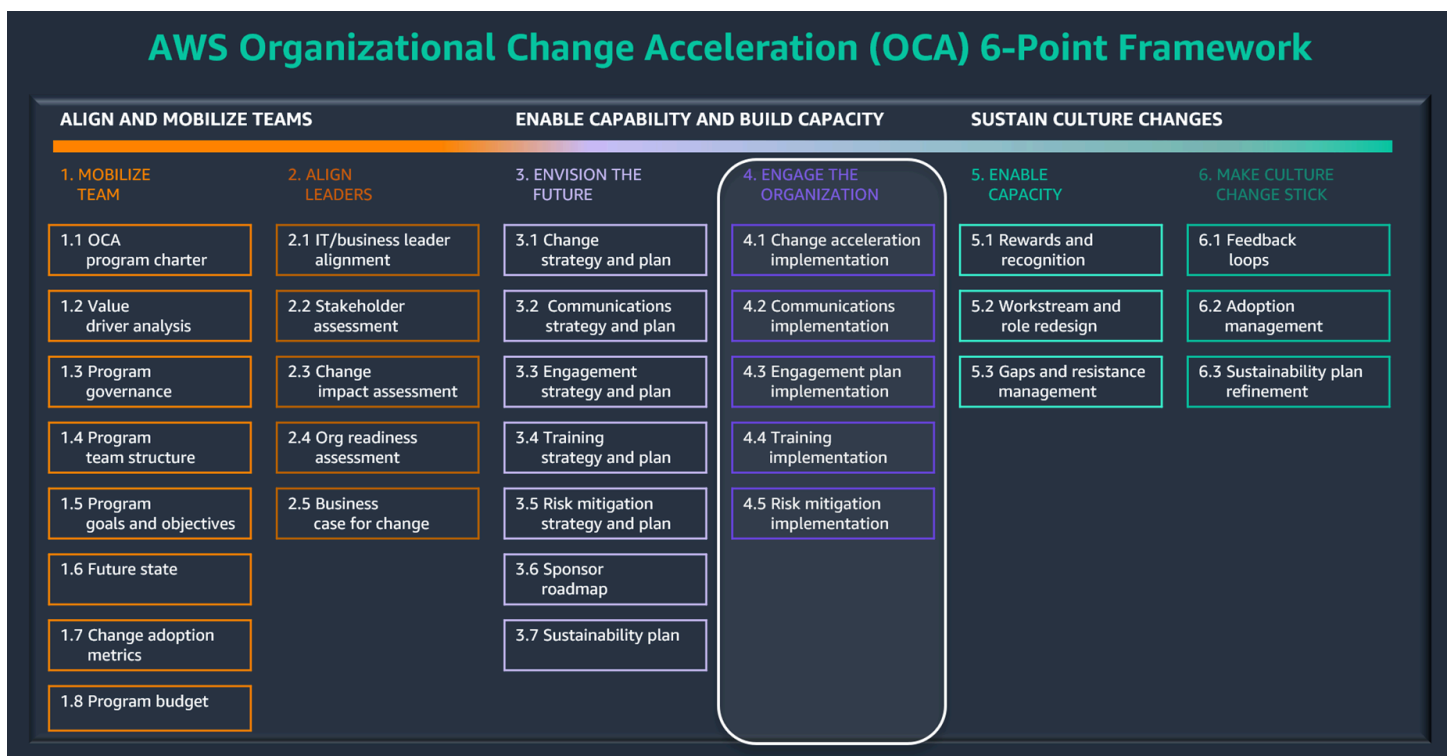 AWS Organizational Change Acceleration (OCA) 6-Point Framework
ALIGN AND MOBILIZE TEAMS
ENABLE CAPABILITY AND BUILD CAPACITY
SUSTAIN CULTURE CHANGES
1. MOBILIZE
TEAM
1.1 OCA
program charter
1.2 Value
driver analysis
1.3 Program
governance
1.4 Program
team structure
1.5 Program
goals and objectives
1.6 Future state
1.7 Change adoption
metrics
1.8 Program budget
2. ALIGN
LEADERS
2.1 IT/business leader
alignment
2.2 Stakeholder
assessment
2.3 Change
impact assessment
2.4 Org readiness
assessment
2.5 Business
case for change
3. ENVISION THE
FUTURE
3.1 Change
strategy and plan
3.2 Communications
strategy and plan
3.3 Engagement
strategy and plan
3.4 Training
strategy and plan
3.5 Risk mitigation
strategy and plan
3.6 Sponsor
roadmap
3.7 Sustainability plan
4. ENGAGE THE
ORGANIZATION
4.1 Change acceleration
implementation
4.2 Communications
implementation
4.3 Engagement plan
implementation
4.4 Training
implementation
4.5 Risk mitigation
implementation
5. ENABLE
CAPACITY
5.1 Rewards and
recognition
5.2 Workstream and
role redesign
5.3 Gaps and resistance
management
6. MAKE CULTURE
CHANGE STICK
6.1 Feedback
loops
6.2 Adoption
management
6.3 Sustainability plan
refinement